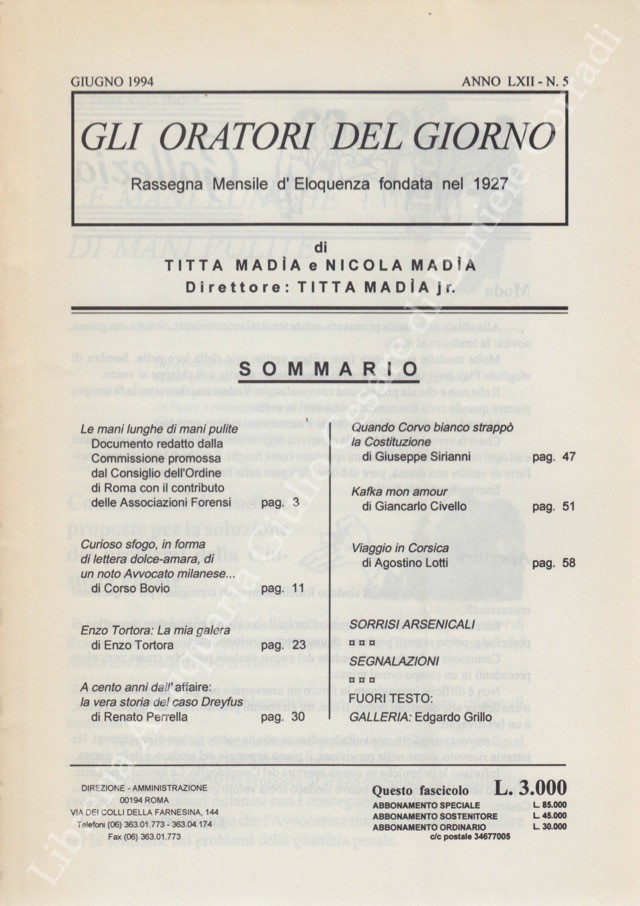 GIUGNO 1994
ANNO LXII - N. 5
GLI ORATORI DEL GIORNO
Rassegna Mensile d' Eloquenza fondata nel 1927
di
TITTA MADÌA e NICOLA MADÌA
Direttore: TITTA MADÌA jr.
SOMMARIO
Le mani lunghe di mani pulite
Documento redatto dalla
Commissione promossa
dal Consiglio dell'Ordine
di Roma con il contributo
delle Associazioni Forensi pag. 3
Curioso sfogo, in forma
di lettera dolce-amara, di
un noto Avvocato milanese...
di Corso Bovio pag. 11
Enzo Tortora: La mia galera
di Enzo Tortora pag. 23
A cento anni dall' affaire:
la vera storia del caso Dreyfus
di Renato Perrella pag. 30
Quando Corvo bianco strappò
la Costituzione
di Giuseppe Sirianni pag. 47
Kafka mon amour
di Giancarlo Civello pag. 51
Viaggio in Corsica
di Agostino Lotti pag. 58
SORRISI ARSENICALI
¤ ¤ ¤
SEGNALAZIONI
¤ ¤ ¤
FUORI TESTO:
GALLERIA: Edgardo Grillo
DIREZIONE - AMMINISTRAZIONE
00194 ROMA
VIA DEI COLLI DELLA FARNESINA, 144
Telefoni (06) 363.01.773 - 363.04.174
Fax (06) 363.01.773
Questo fascicolo L. 3.000
ABBONAMENTO SPECIALE L. 85.000
ABBONAMENTO SOSTENITORE L. 45.000
ABBONAMENTO ORDINARIO L. 30.000
c/c postale 34677005